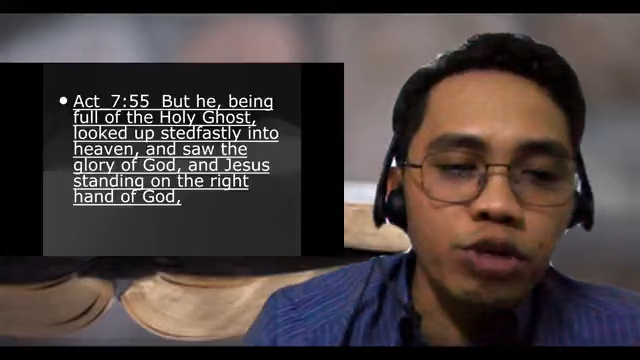 • Act 7:55 But he, being
full of the Holy Ghost,
looked up stedfastly into
heaven, and saw the
glory of God, and Jesus
standing on the right
hand of God,